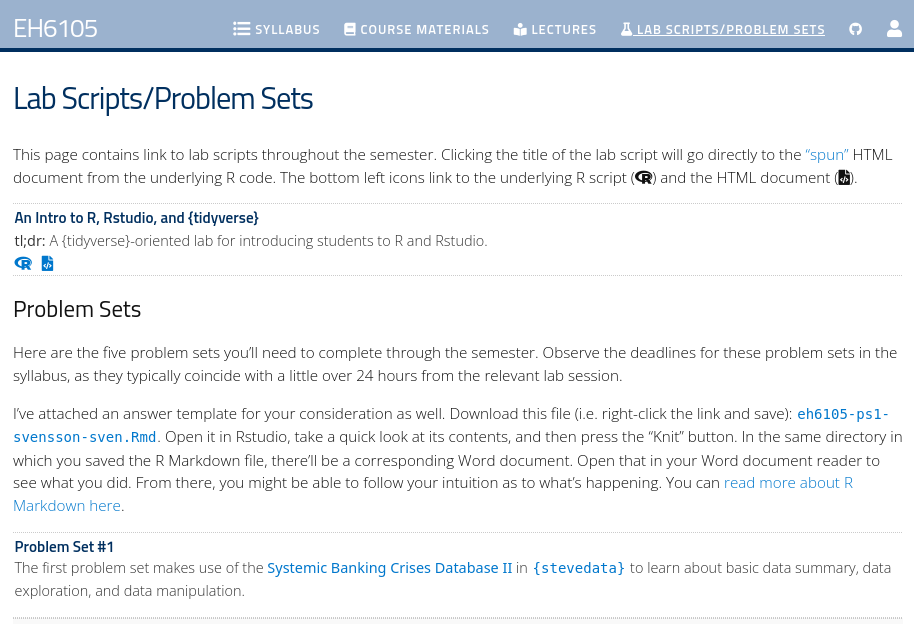 EH6105
SYLLABUS COURSE MATERIALS LECTURES LAB SCRIPTS/PROBLEM SETS
Lab Scripts/Problem Sets
This page contains link to lab scripts throughout the semester. Clicking the title of the lab script will go directly to the “spun” HTML
document from the underlying R code. The bottom left icons link to the underlying R script () and the HTML document ().
An Intro to R, Rstudio, and {tidyverse}
tl;dr: A {tidyverse}-oriented lab for introducing students to R and Rstudio.
Problem Sets
Here are the five problem sets you’ll need to complete through the semester. Observe the deadlines for these problem sets in the
syllabus, as they typically coincide with a little over 24 hours from the relevant lab session.
I’ve attached an answer template for your consideration as well. Download this file (i.e. right-click the link and save): eh6105-ps1-
svensson-sven.Rmd. Open it in Rstudio, take a quick look at its contents, and then press the “Knit” button. In the same directory in
which you saved the R Markdown file, there’ll be a corresponding Word document. Open that in your Word document reader to
see what you did. From there, you might be able to follow your intuition as to what’s happening. You can read more about R
Markdown here.
Problem Set #1
The first problem set makes use of the Systemic Banking Crises Database II in {stevedata} to learn about basic data summary, data
exploration, and data manipulation.